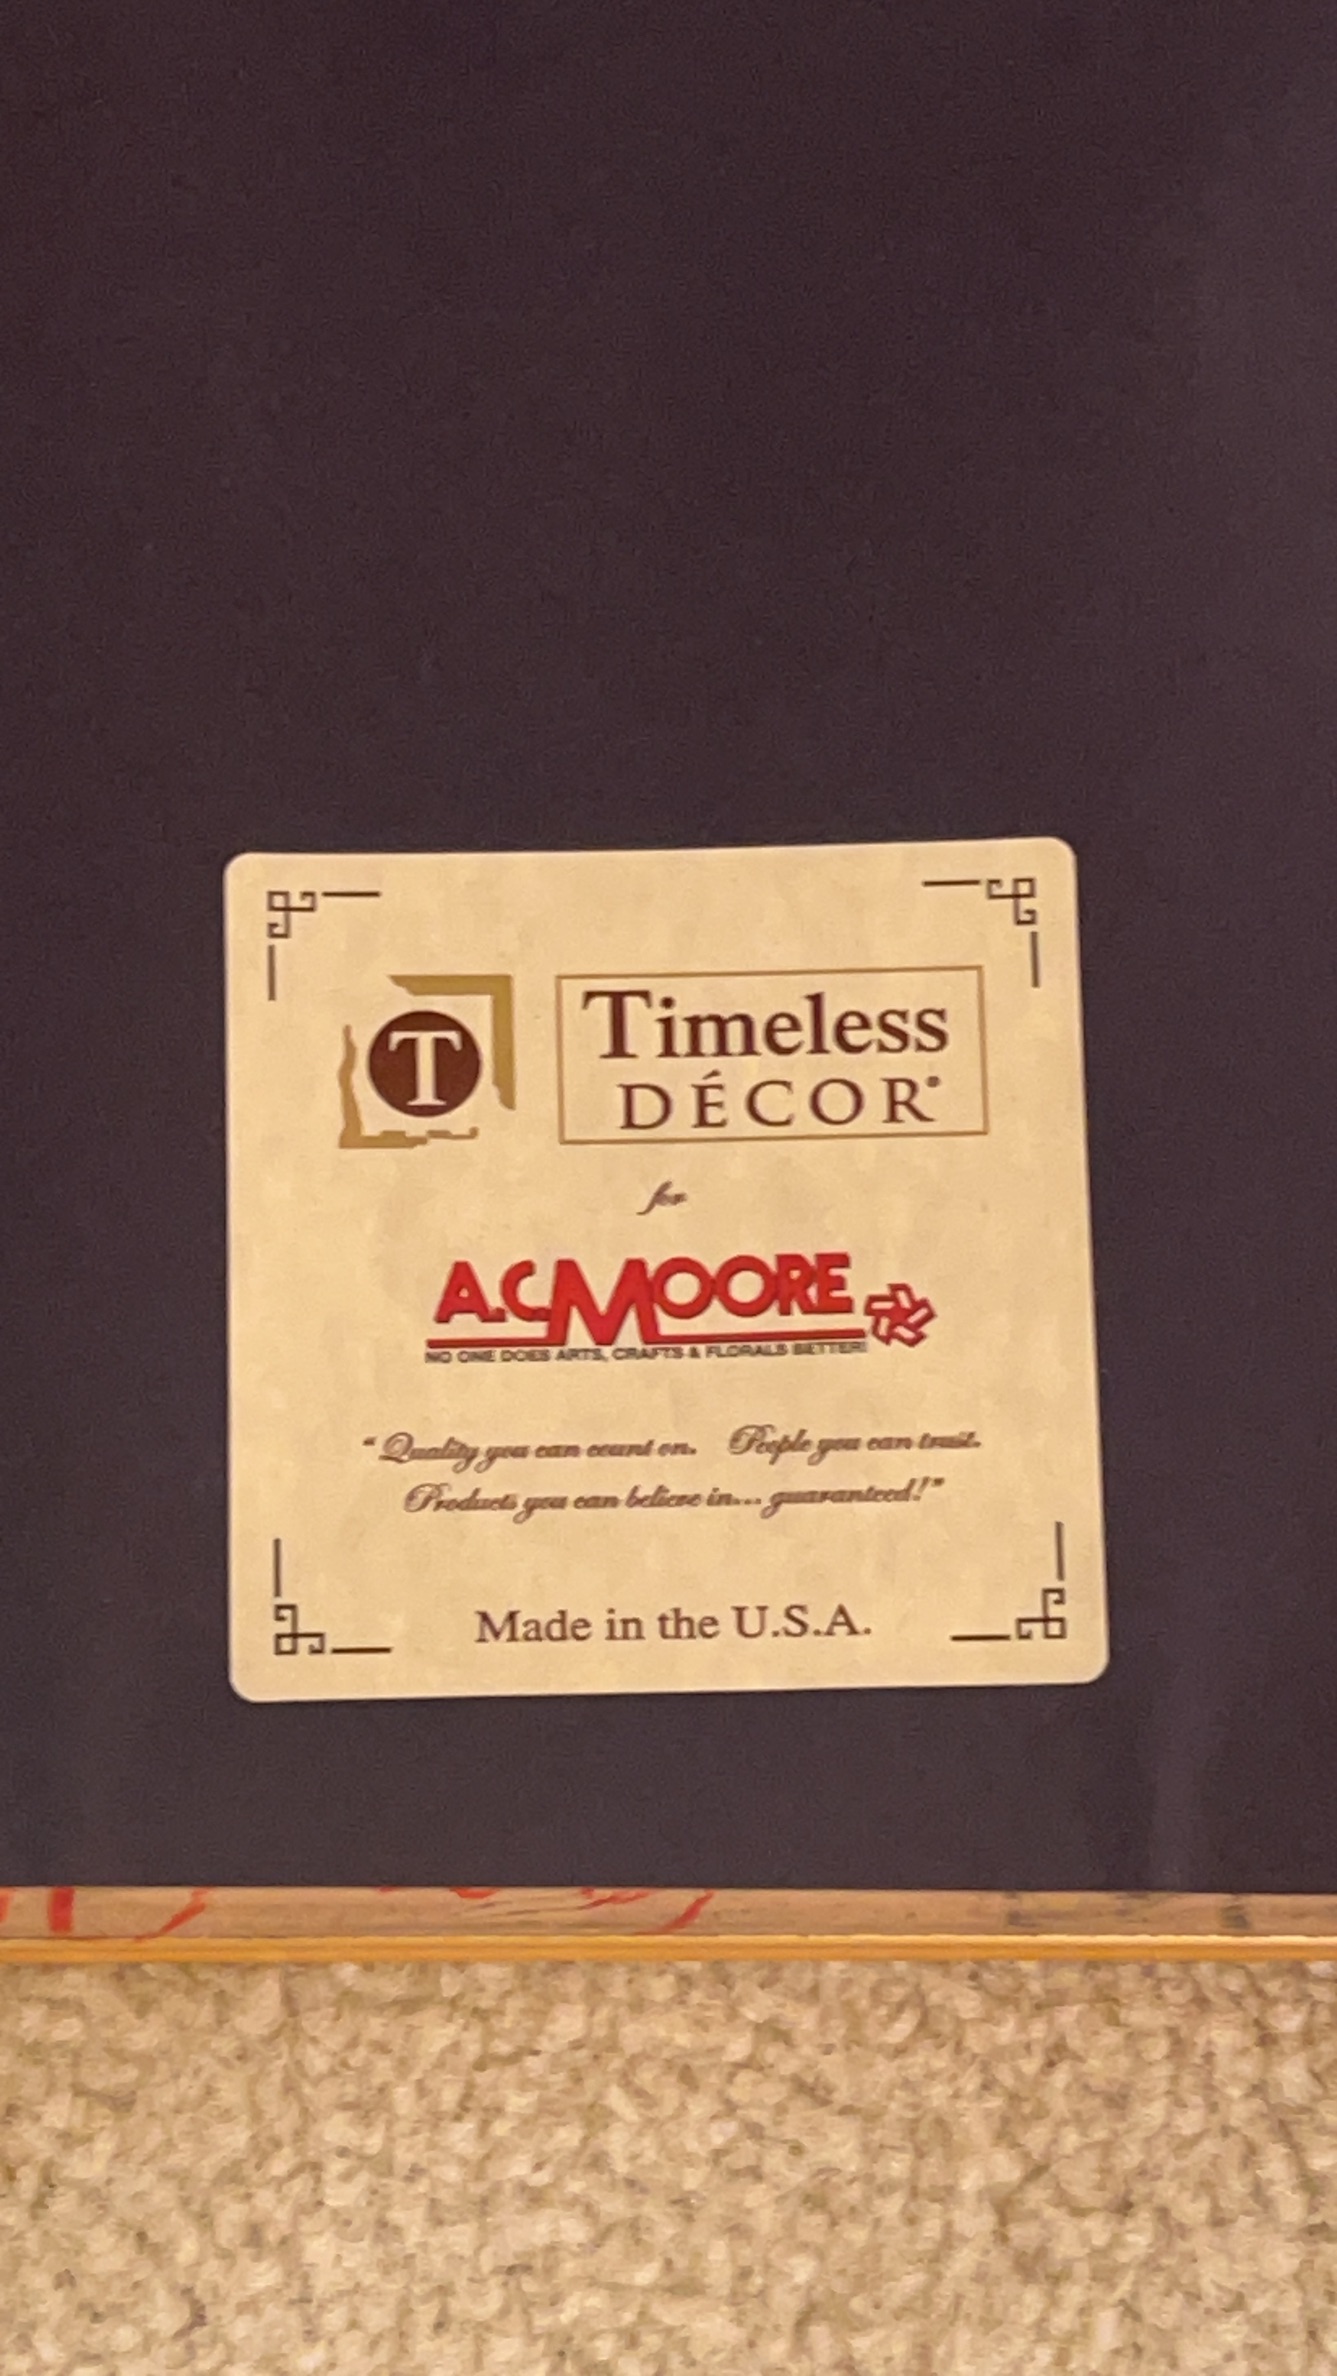 T
Timeless
DÉCOR®
for
A.C. MOORE
NO ONE DOES ARTS, CRAFTS & FLORALS BETTER!
"Quality you can count on. People you can trust.
Products you can believe in... guaranteed!"
Made in the U.S.A.